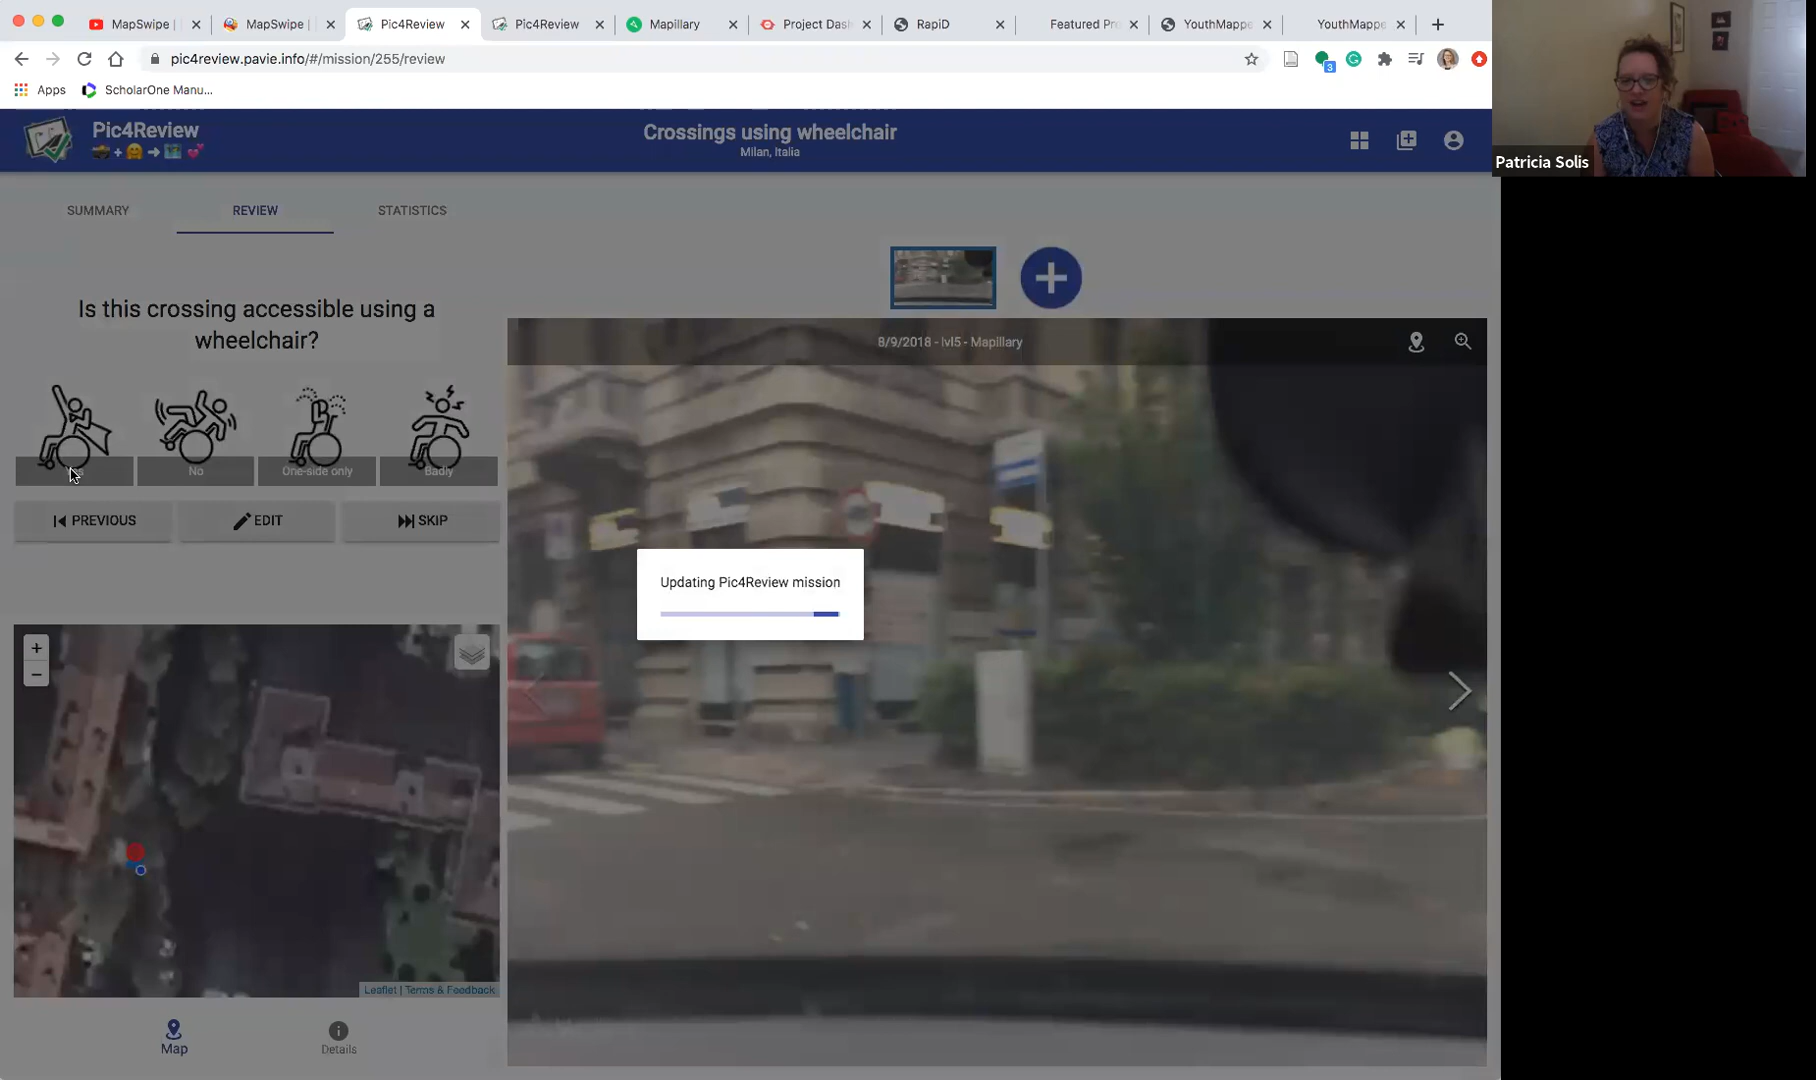 MapSwipe |
MapSwipe |
Pic4Review
Pic4Review
Mapillary
Project Das
RapiD
Featured Pr
YouthMappe
YouthMappe
pic4review.pavie.info/#/mission/255/review
3
Apps
ScholarOne Manu...
Pic4Review
Crossings using wheelchair
Milan, Italia
Patricia Solis
SUMMARY
REVIEW
STATISTICS
Is this crossing accessible using a
wheelchair?
8/9/2018 - lvl5 - Mapillary
No
One-side only
Badly
PREVIOUS
EDIT
SKIP
Updating Pic4Review mission
+
−
Leaflet | Terms & Feedback
Map
Details